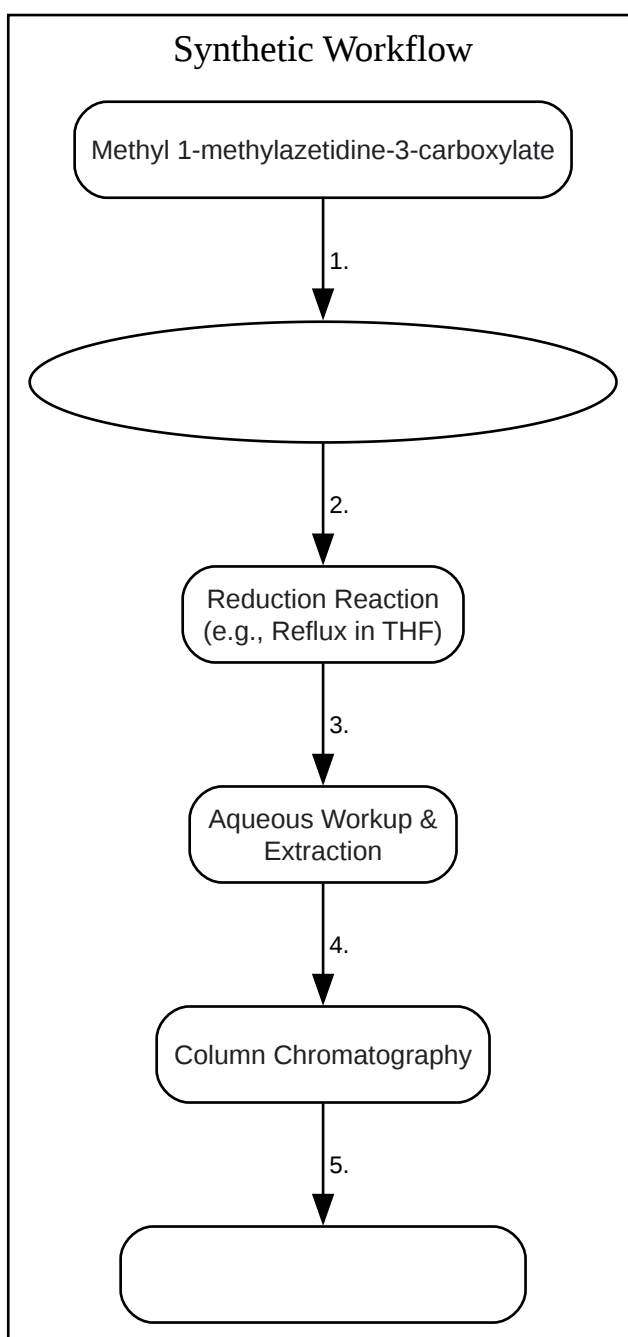 Synthetic Workflow
Methyl 1-methylazetidine-3-carboxylate
1.
2.
Reduction Reaction
(e.g., Reflux in THF)
3.
Aqueous Workup &
Extraction
4.
Column Chromatography
5.